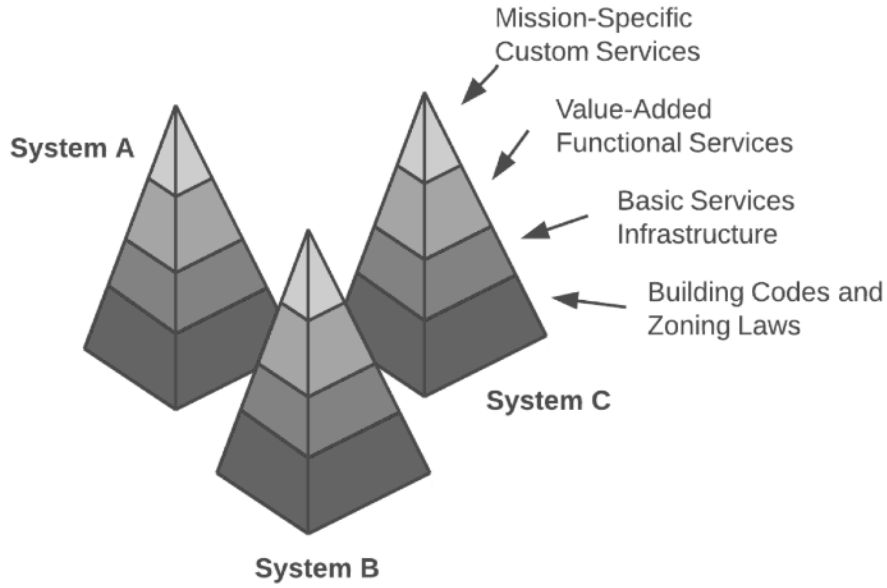 Mission-Specific
Custom Services
System A
Value-Added
Functional Services
Basic Services
Infrastructure
Building Codes and
Zoning Laws
System C
System B